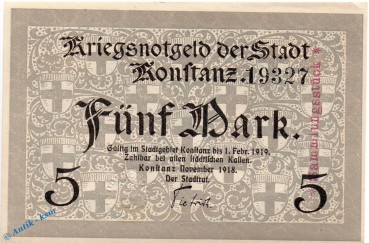 Kriegsnotgeld der Stadt
Konstanz. 19327
Fünf Mark.
Gültig im Stadtgebiet Konstanz bis 1. Febr. 1919.
Zahlbar bei allen städtischen Kassen.
Konstanz November 1918.
Der Stadtrat.
5 5